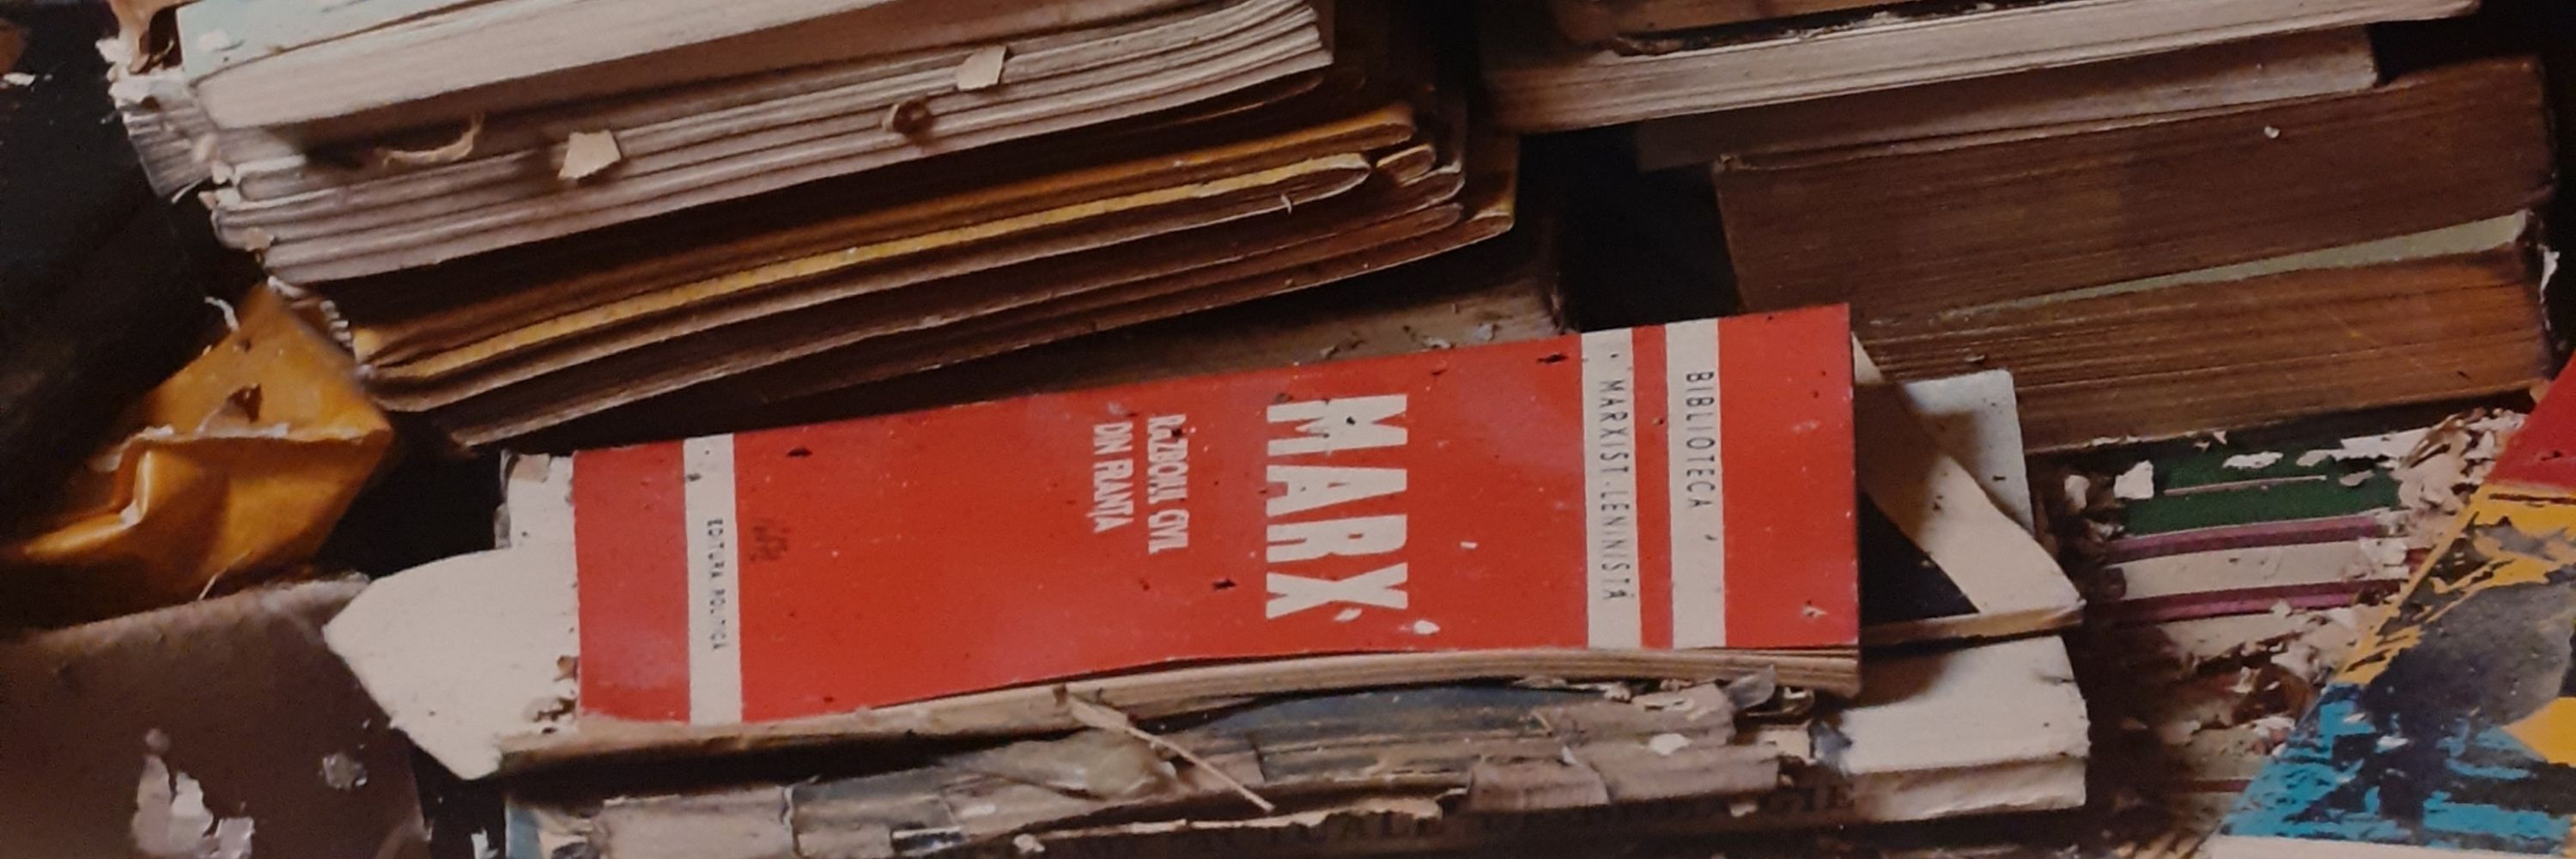 BIBLIOTECA
MARXIST-LENINISTĂ
MARX
RĂZBOIUL CIVIL
DIN FRANȚA
EDITURA POLITICĂ